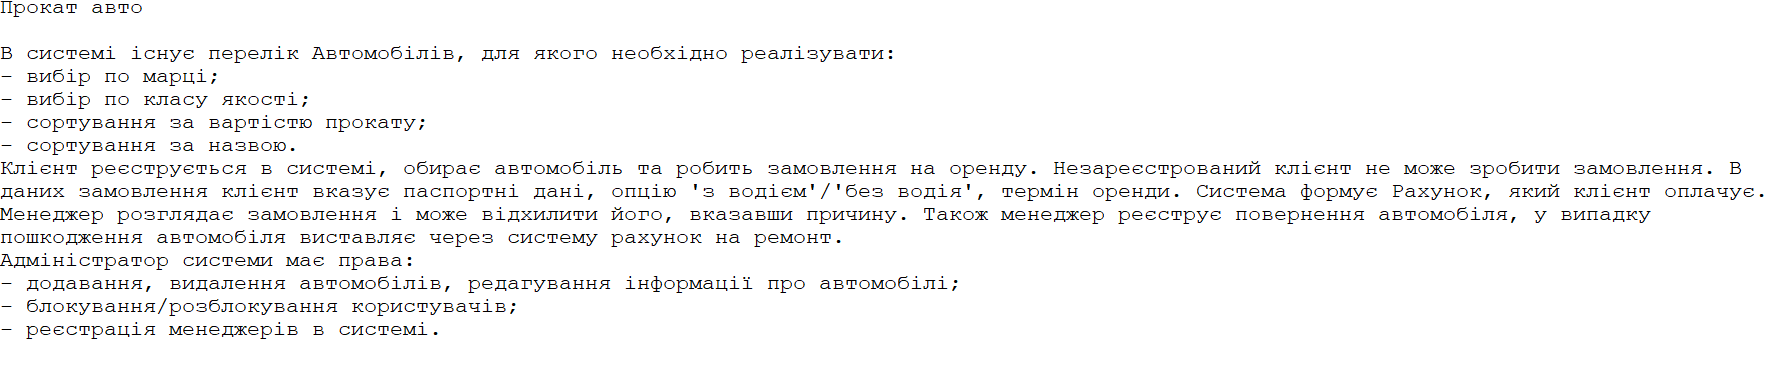 Прокат авто
В системі існує перелік Автомобілів, для якого необхідно реалізувати:
- вибір по марці;
- вибір по класу якості;
- сортування за вартістю прокату;
- сортування за назвою.
Клієнт реєструється в системі, обирає автомобіль та робить замовлення на оренду. Незареєстрований клієнт не може зробити замовлення. В
даних замовлення клієнт вказує паспортні дані, опцію 'з водієм'/'без водія', термін оренди. Система формує Рахунок, який клієнт оплачує.
Менеджер розглядає замовлення і може відхилити його, вказавши причину. Також менеджер реєструє повернення автомобіля, у випадку
пошкодження автомобіля виставляє через систему рахунок на ремонт.
Адміністратор системи має права:
- додавання, видалення автомобілів, редагування інформації про автомобілі;
- блокування/розблокування користувачів;
- реєстрація менеджерів в системі.